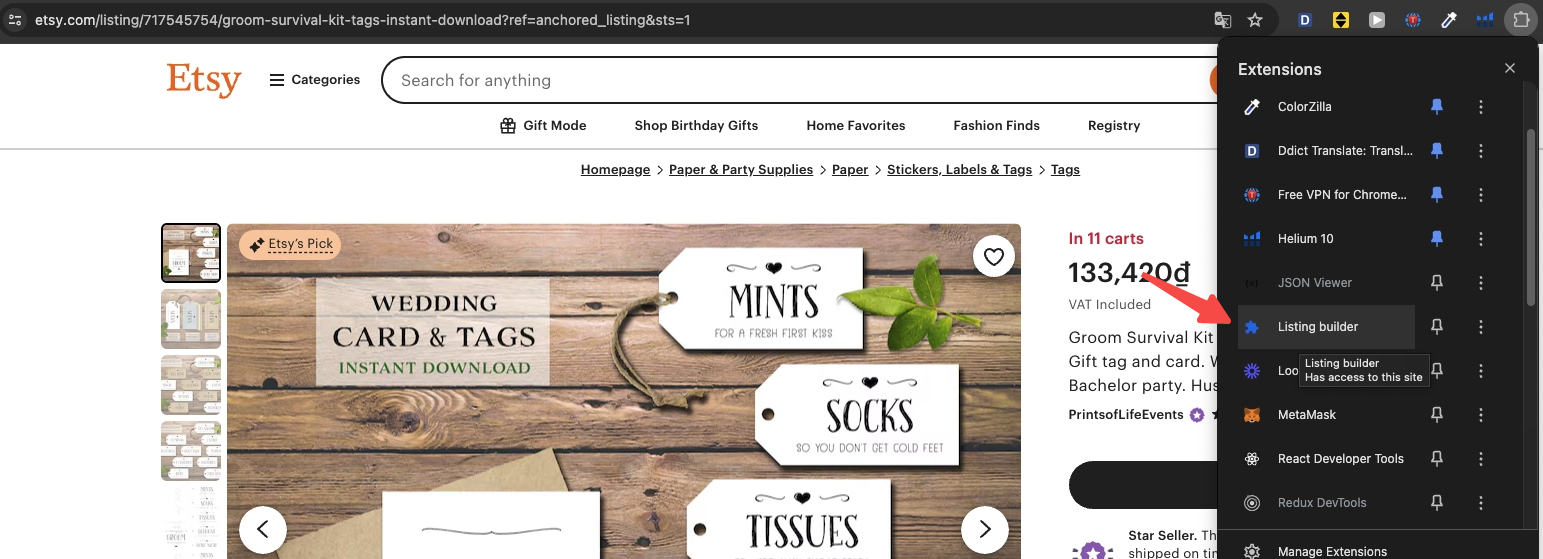 etsy.com/listing/717545754/groom-survival-kit-tags-instant-download?ref=anchored_listing&sts=1
Etsy
Categories
Search for anything
Gift Mode
Shop Birthday Gifts
Home Favorites
Fashion Finds
Registry
Homepage > Paper & Party Supplies > Paper > Stickers, Labels & Tags > Tags
Etsy's Pick
WEDDING
CARD & TAGS
INSTANT DOWNLOAD
MINTS
FOR A FRESH FIRST KISS
SOCKS
SO YOU DON'T GET COLD FEET
TISSUES
In 11 carts
133,420₫
VAT Included
Groom Survival Kit
Gift tag and card. W
Bachelor party. Hus
PrintsofLifeEvents
Star Seller. Th
shipped on tim
Extensions
ColorZilla
Ddict Translate: Transl...
Free VPN for Chrome...
Helium 10
JSON Viewer
Listing builder
Loo
Listing builder
Has access to this site
MetaMask
React Developer Tools
Redux DevTools
Manage Extensions